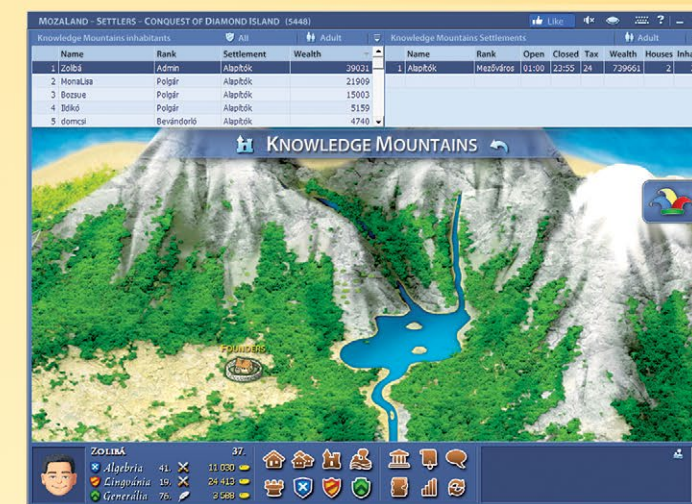 MOZALAND - SETTLERS - CONQUEST OF DIAMOND ISLAND (5448) Like ?
Knowledge Mountains inhabitants All Adult
Name Rank Settlement Wealth
1 Zolibá Admin Alapítók 39031
2 MonaLisa Polgár Alapítók 21909
3 Bozsue Polgár Alapítók 15003
4 Ildikó Polgár Alapítók 5159
5 domcsi Bevándorló Alapítók 4740
Knowledge Mountains Settlements Adult
Name Rank Open Closed Tax Wealth Houses Inha
1 Alapítók Mezőváros 01:00 23:55 24 739661 2
KNOWLEDGE MOUNTAINS
FOUNDERS
ZOLIBÁ 37.
Algebria 41. 11 030
Lingvánia 19. 24 413
Generália 76. 3 588